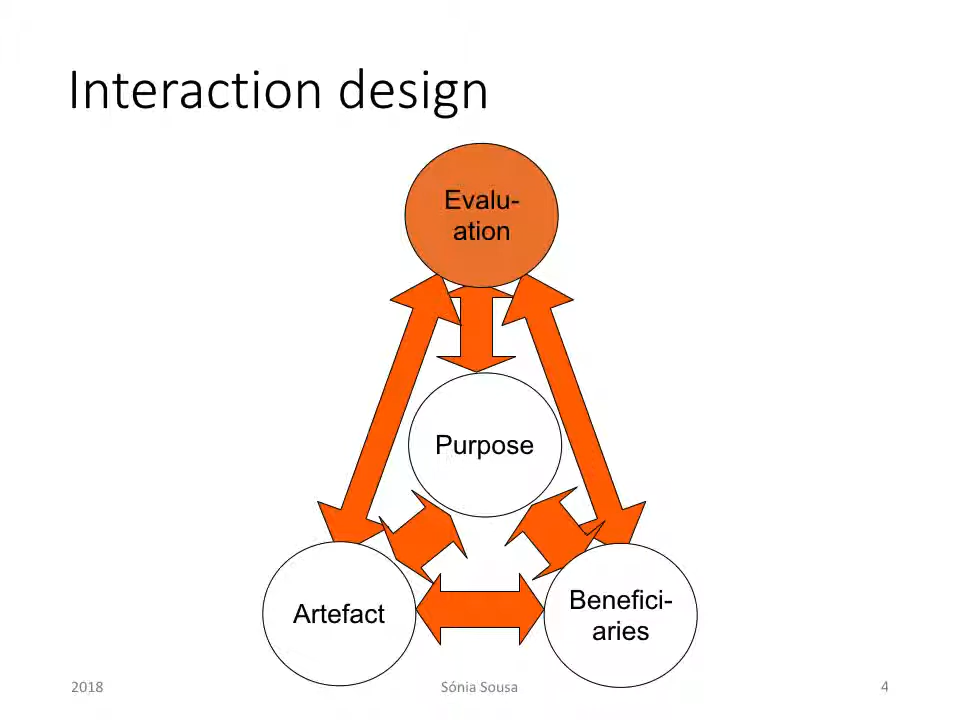 Interaction design
Evalu-
ation
Purpose
Artefact
Benefici-
aries
2018
Sónia Sousa
4